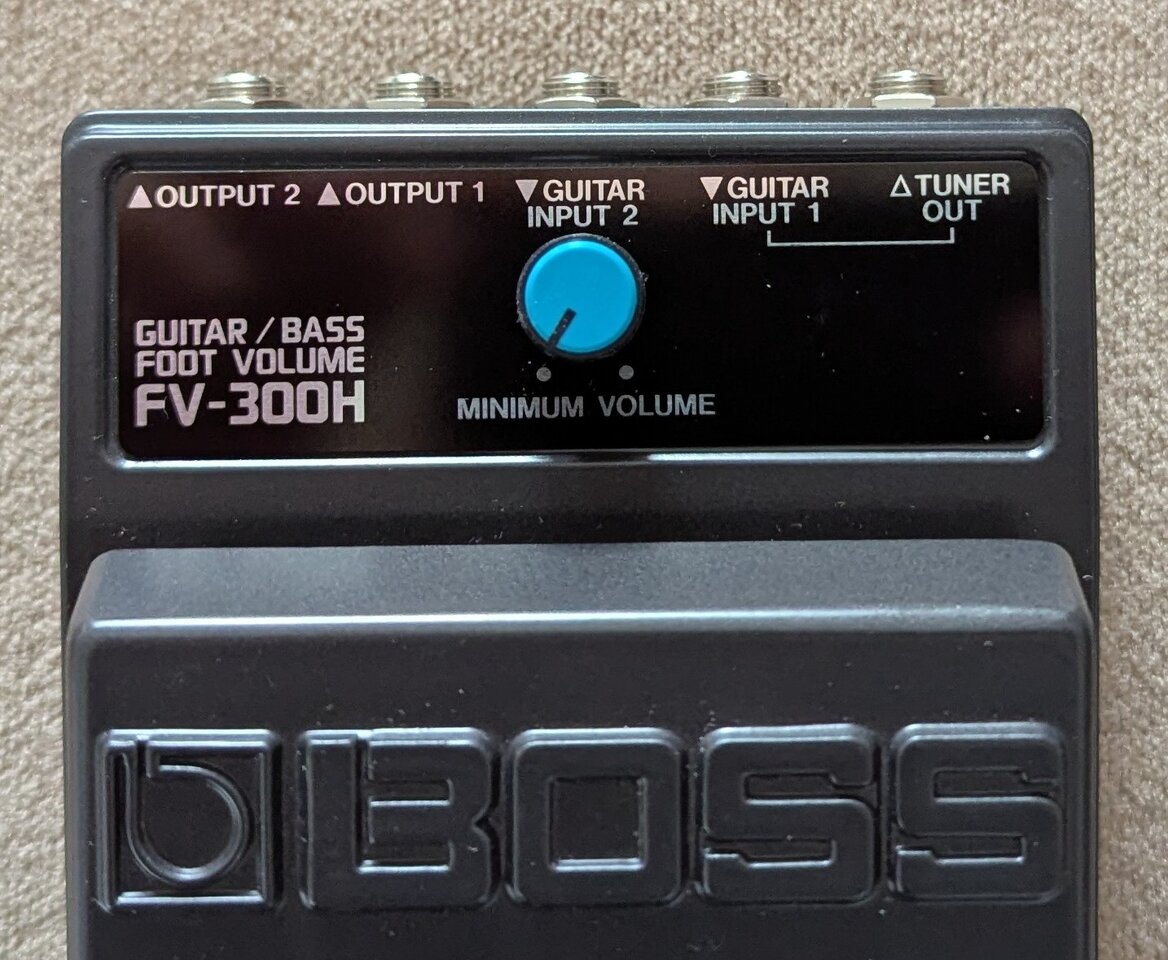 ▲OUTPUT 2 ▲OUTPUT 1 ▼GUITAR INPUT 2 ▼GUITAR INPUT 1 △TUNER OUT
GUITAR / BASS
FOOT VOLUME
FV-300H
MINIMUM VOLUME
BOSS